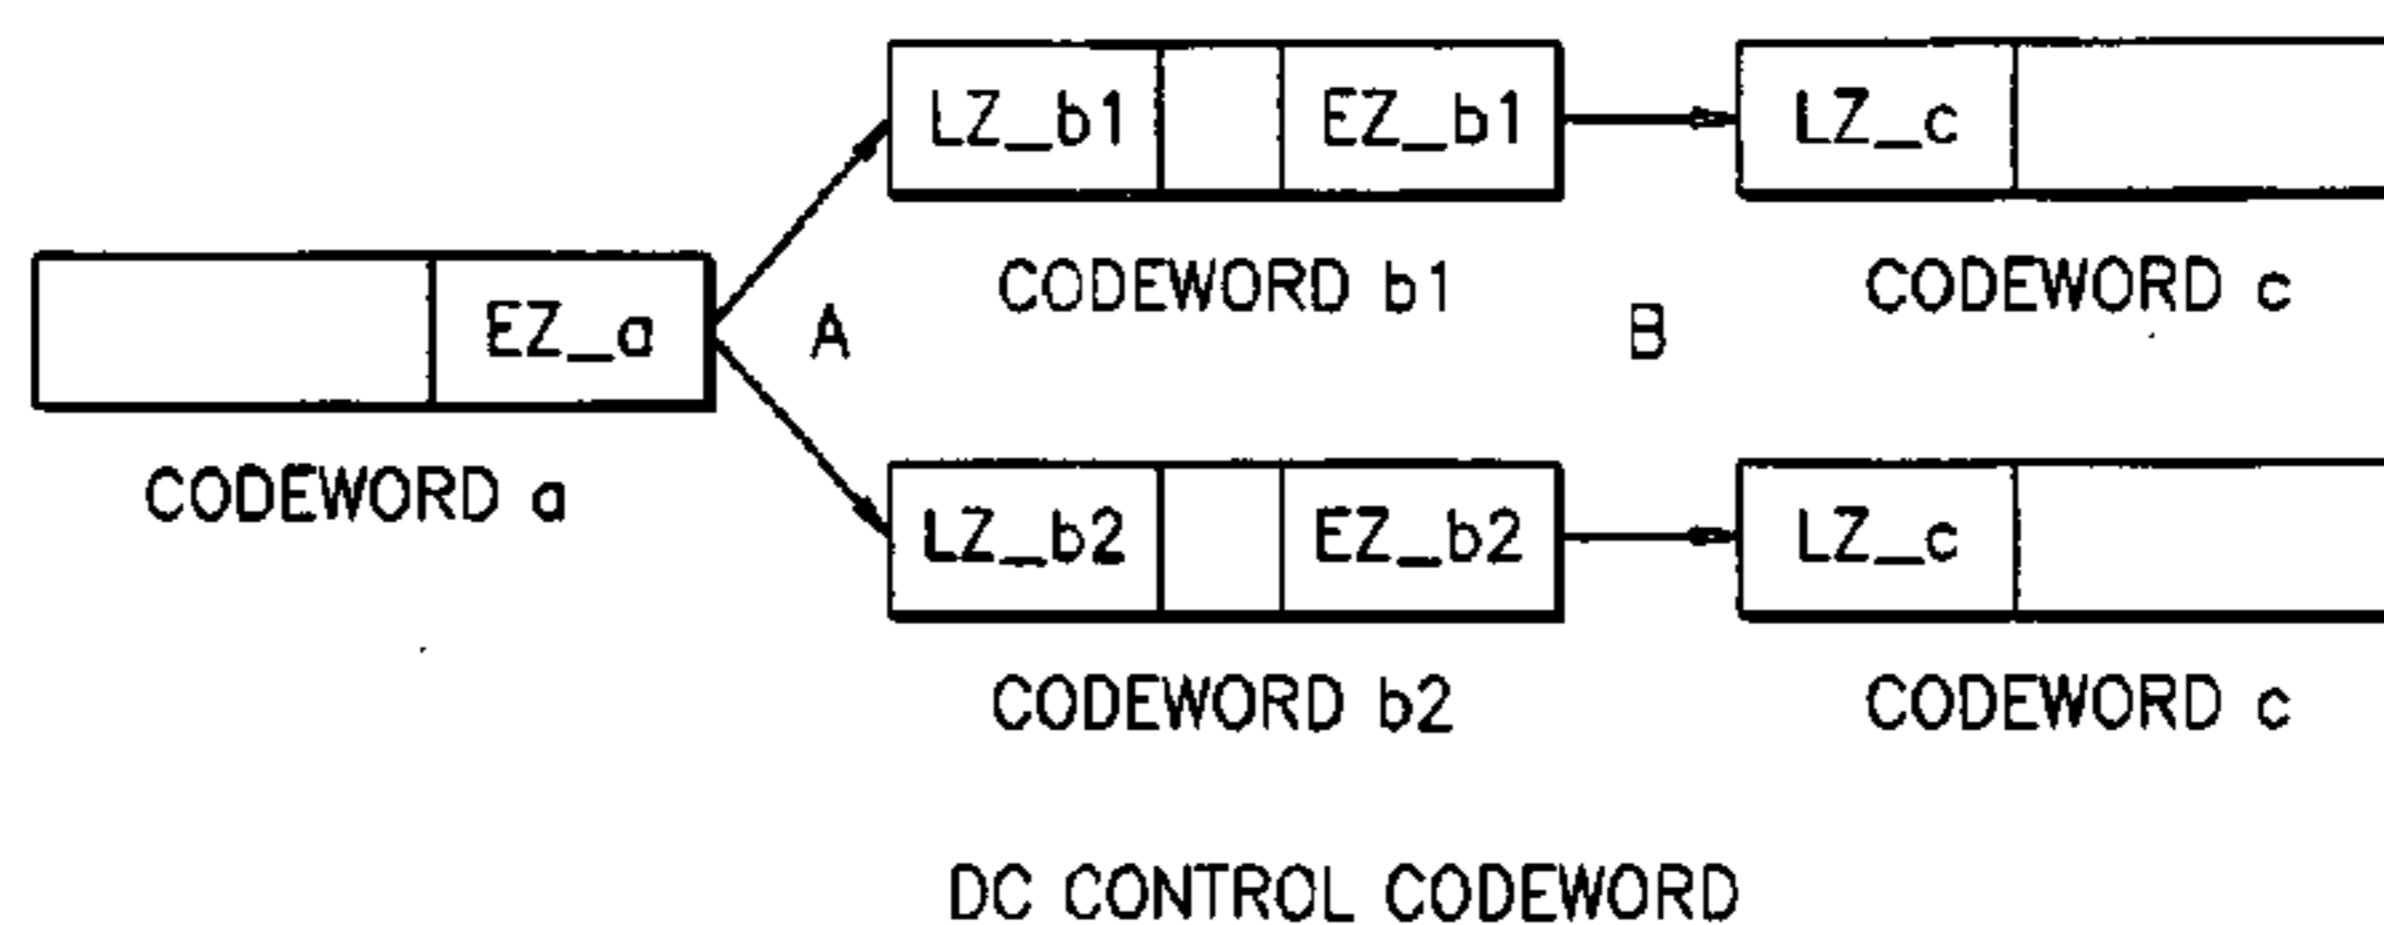 LZ_b1 EZ_b1 LZ_c
CODEWORD b1 CODEWORD c
EZ_a A B
CODEWORD a
LZ_b2 EZ_b2 LZ_c
CODEWORD b2 CODEWORD c
DC CONTROL CODEWORD